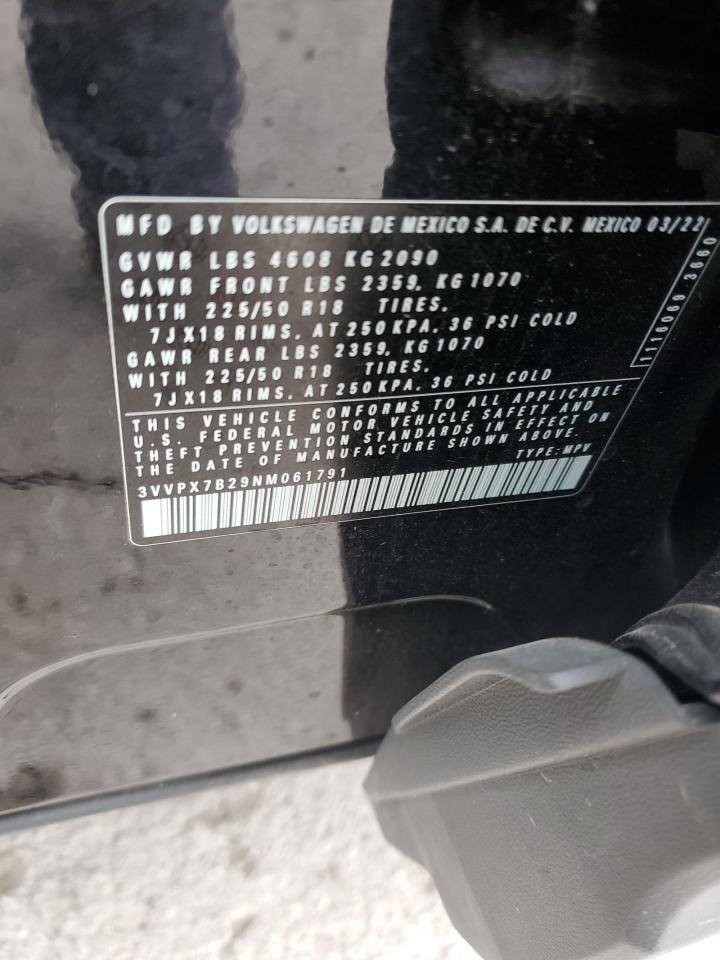 MFD BY VOLKSWAGEN DE MEXICO S.A. DE C.V. MEXICO 03/22
GVWR LBS 4608 KG 2090
GAWR FRONT LBS 2359, KG 1070
WITH 225/50 R18 TIRES,
7JX18 RIMS, AT 250 KPA, 36 PSI COLD
GAWR REAR LBS 2359, KG 1070
WITH 225/50 R18 TIRES,
7JX18 RIMS, AT 250 KPA, 36 PSI COLD
1116069 3660
THIS VEHICLE CONFORMS TO ALL APPLICABLE
U.S. FEDERAL MOTOR VEHICLE SAFETY AND
THEFT PREVENTION STANDARDS IN EFFECT ON
DATE OF MANUFACTURE SHOWN ABOVE.
TYPE: MPV
3VVPX7B29NM061791